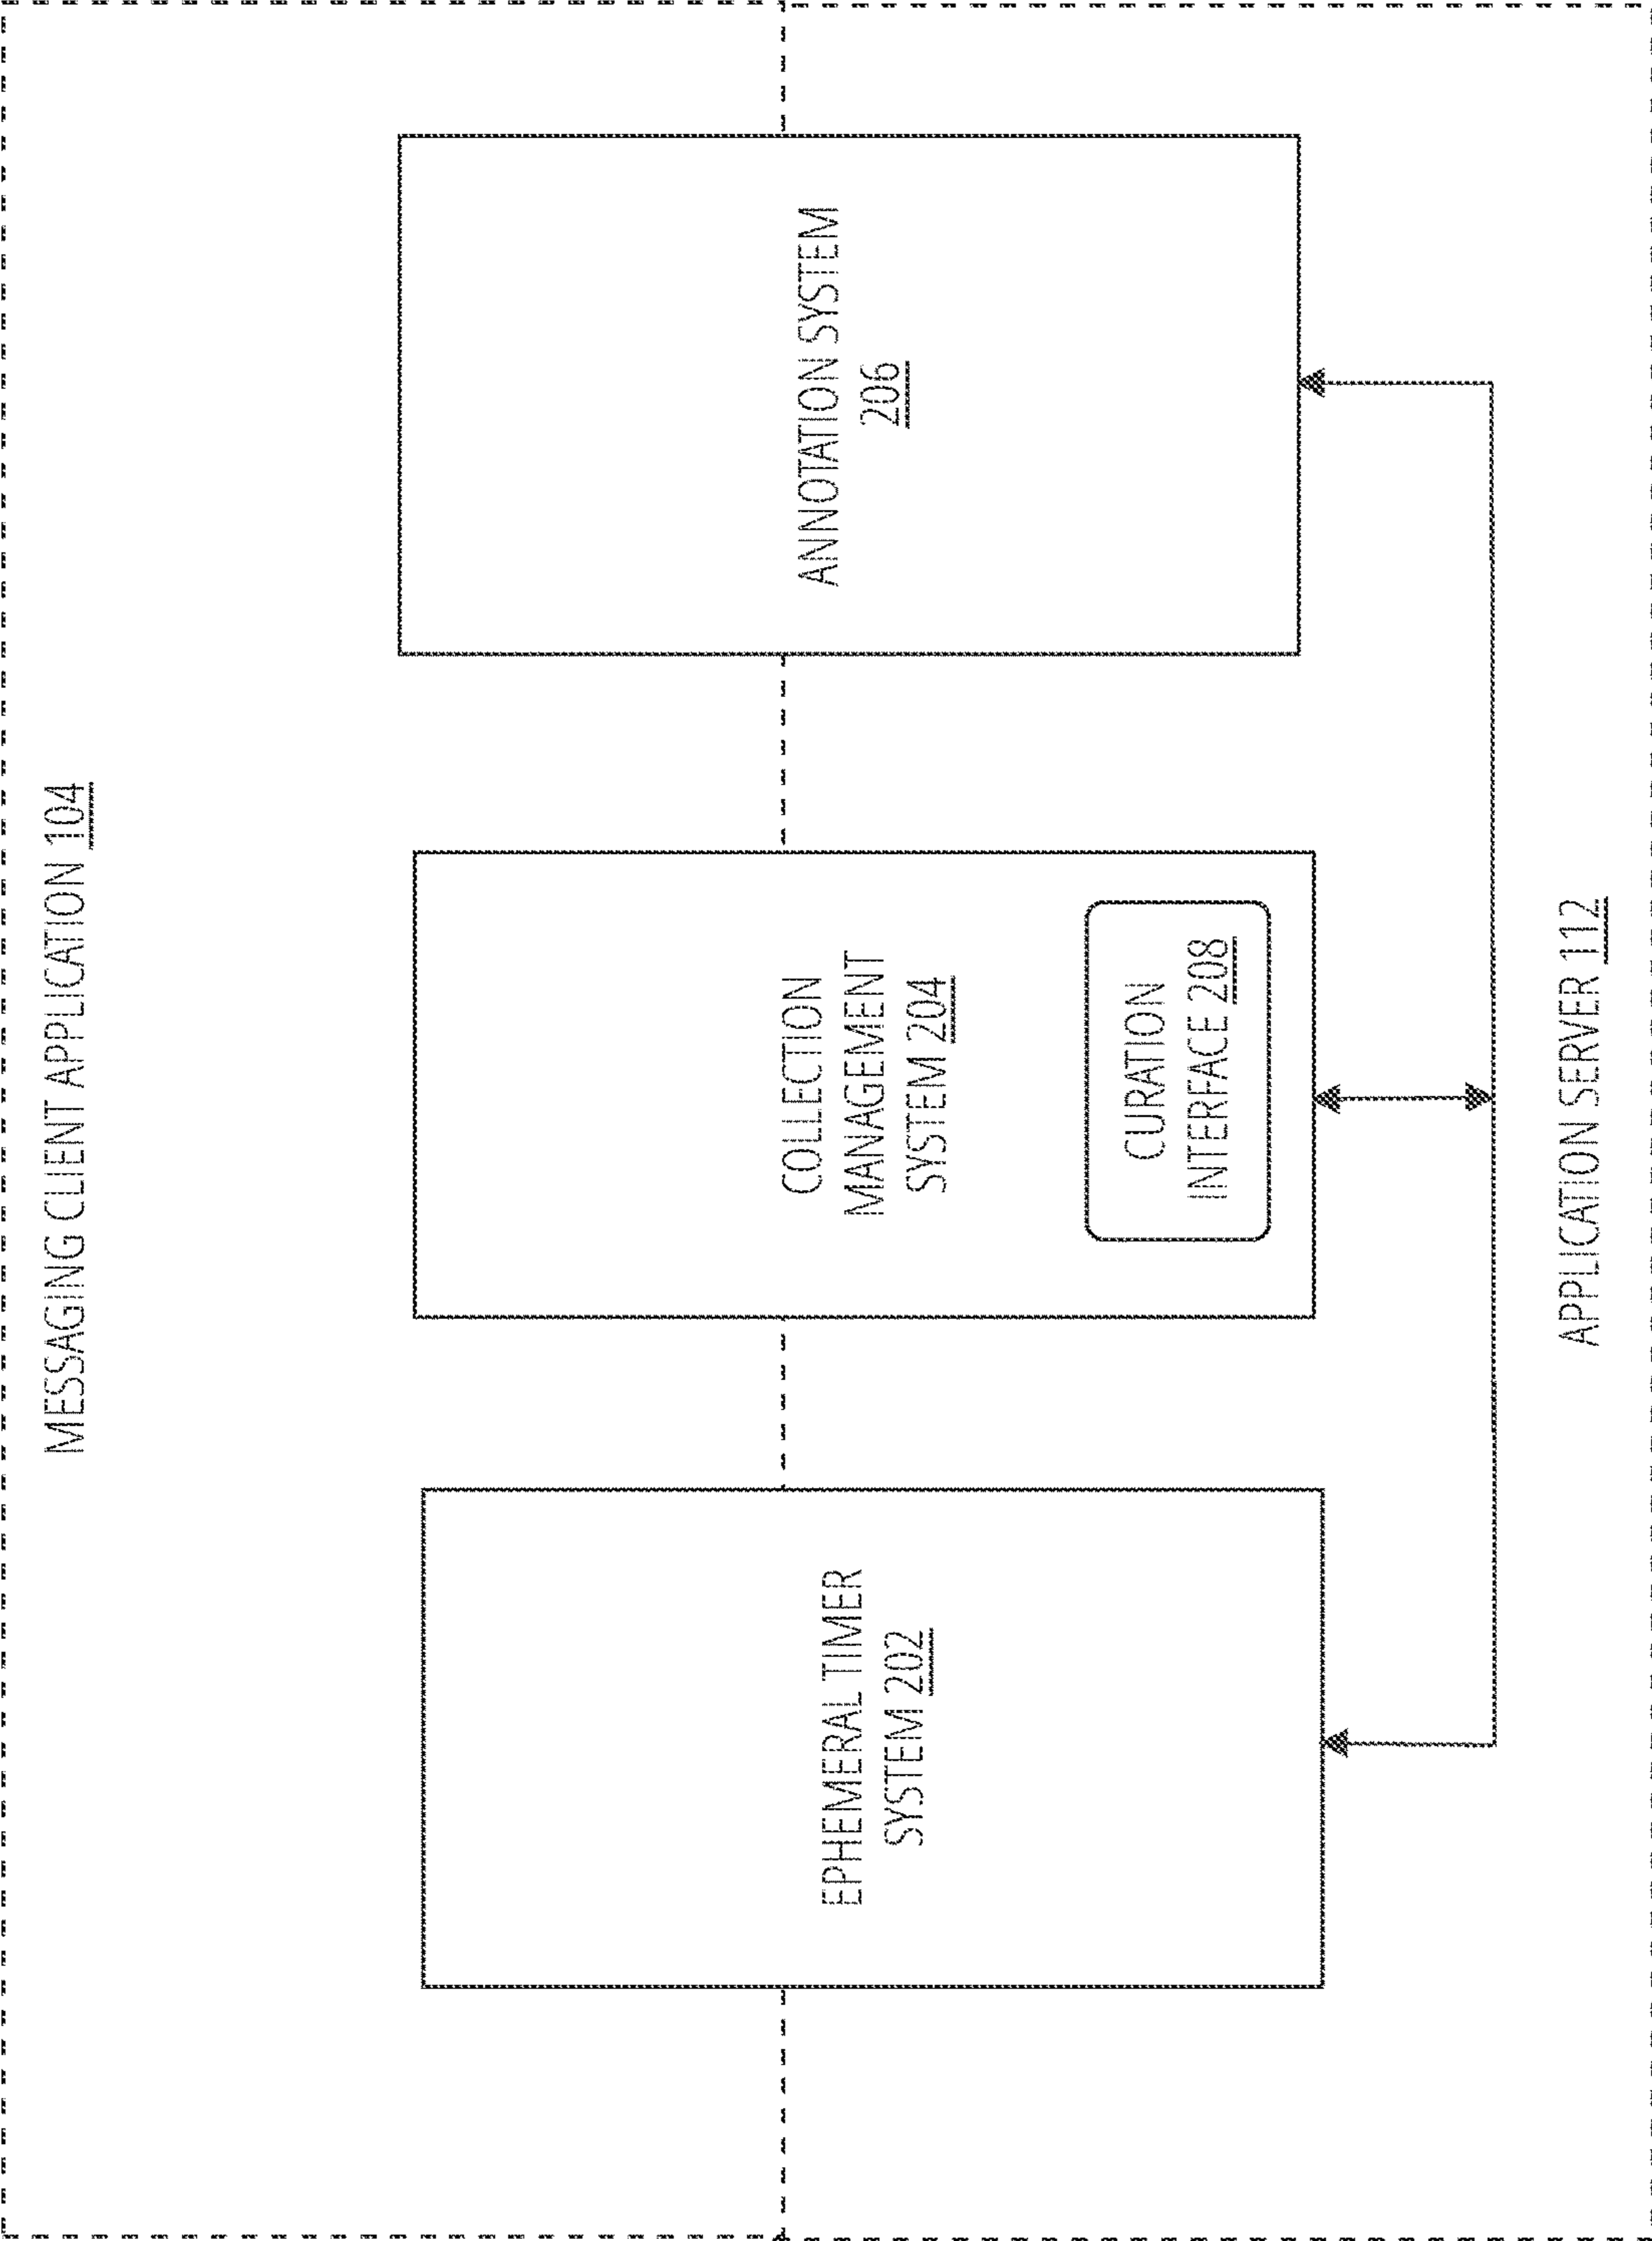 MESSAGING CLIENT APPLICATION 104
EPHEMERAL TIMER
SYSTEM 202
COLLECTION
MANAGEMENT
SYSTEM 204
CURATION
INTERFACE 208
ANNOTATION SYSTEM
206
APPLICATION SERVER 112